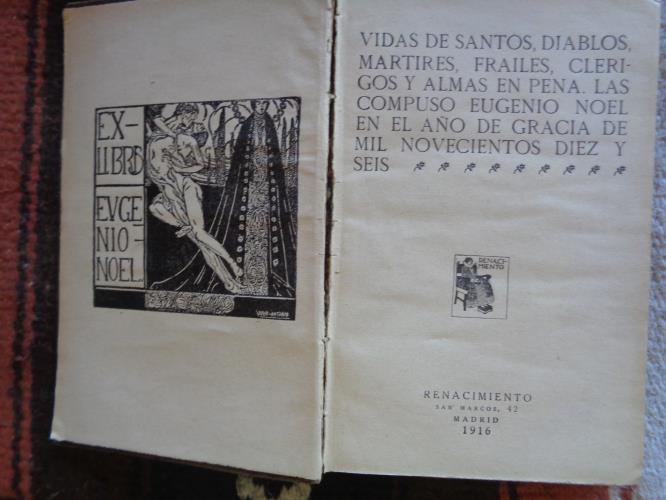 EX-
LIBRIS
EVGE
NIO-
NOEL
VIDAS DE SANTOS, DIABLOS,
MARTIRES, FRAILES, CLERI-
GOS Y ALMAS EN PENA. LAS
COMPUSO EUGENIO NOEL
EN EL AÑO DE GRACIA DE
MIL NOVECIENTOS DIEZ Y
SEIS
RENACI-
MIENTO
RENACIMIENTO
SAN MARCOS, 42
MADRID
1916